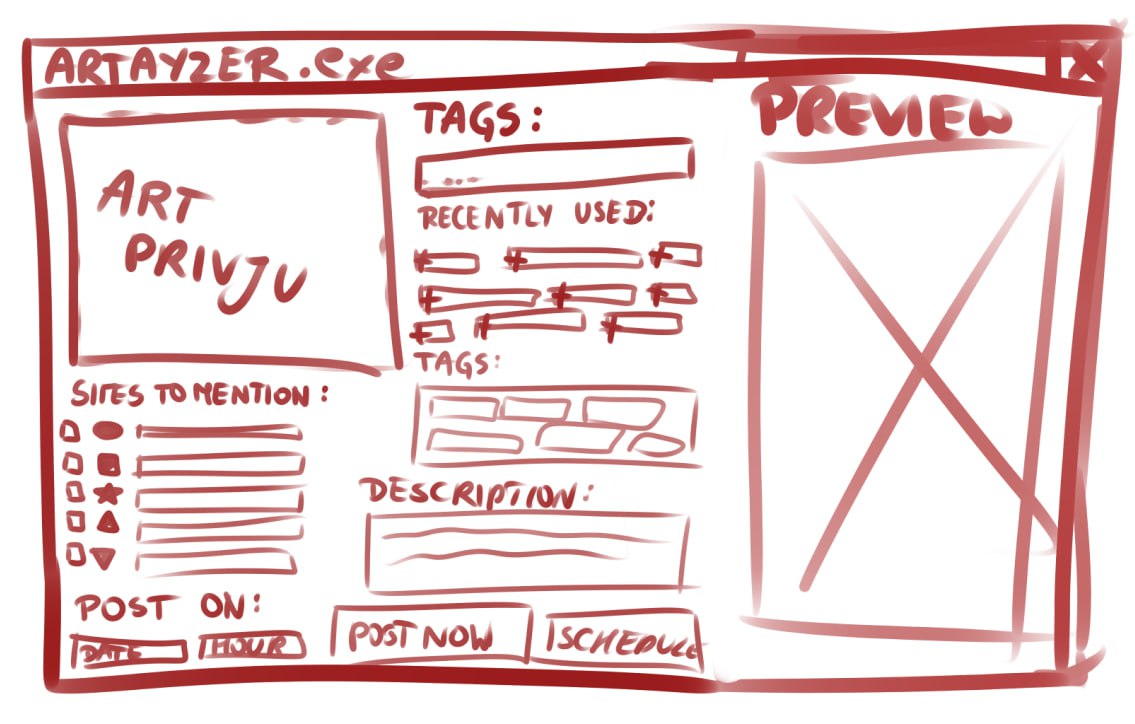 ARTAYZER.exe
X
ART
PRIVJU
SITES TO MENTION:
POST ON:
DATE
HOUR
TAGS:
...
RECENTLY USED:
+ + +
+ + +
+ + +
TAGS:
DESCRIPTION:
POST NOW
SCHEDULE
PREVIEW